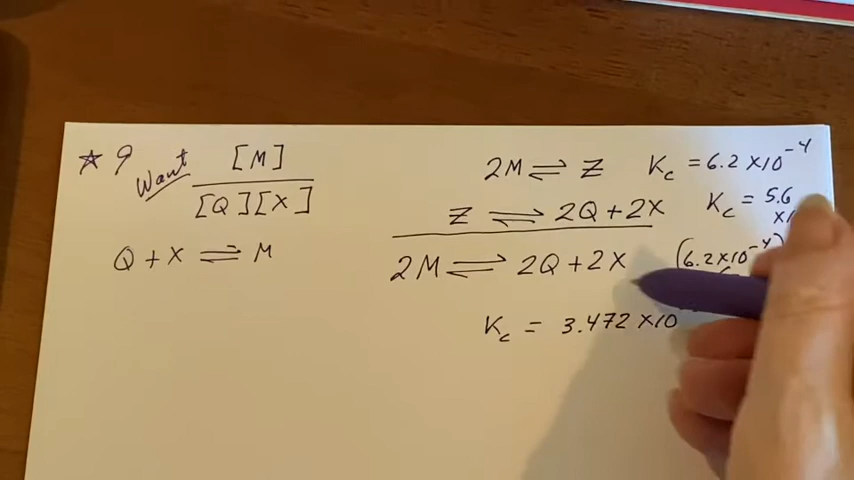 ☆ 9
Want [M]
[Q][X]
Q + X ⇌ M
2M ⇌ Z Kc = 6.2 x 10⁻⁴
Z ⇌ 2Q + 2X Kc = 5.6
x
2M ⇌ 2Q + 2X (6.2 x 10⁻⁴)
Kc = 3.472 x 10